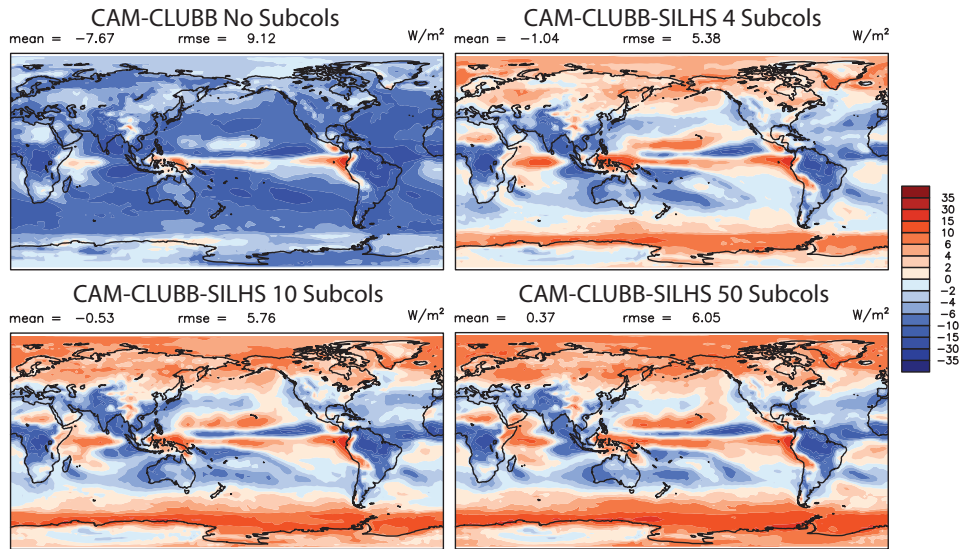 CAM-CLUBB No Subcols
mean = -7.67 rmse = 9.12 W/m²
CAM-CLUBB-SILHS 4 Subcols
mean = -1.04 rmse = 5.38 W/m²
35
30
15
10
6
4
2
0
-2
-4
-6
-10
-15
-30
-35
CAM-CLUBB-SILHS 10 Subcols
mean = -0.53 rmse = 5.76 W/m²
CAM-CLUBB-SILHS 50 Subcols
mean = 0.37 rmse = 6.05 W/m²